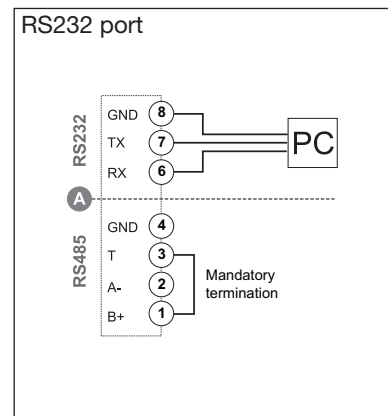 RS232 port
RS232
GND 8
TX 7
RX 6
PC
A
RS485
GND 4
T 3
A- 2
B+ 1
Mandatory
termination